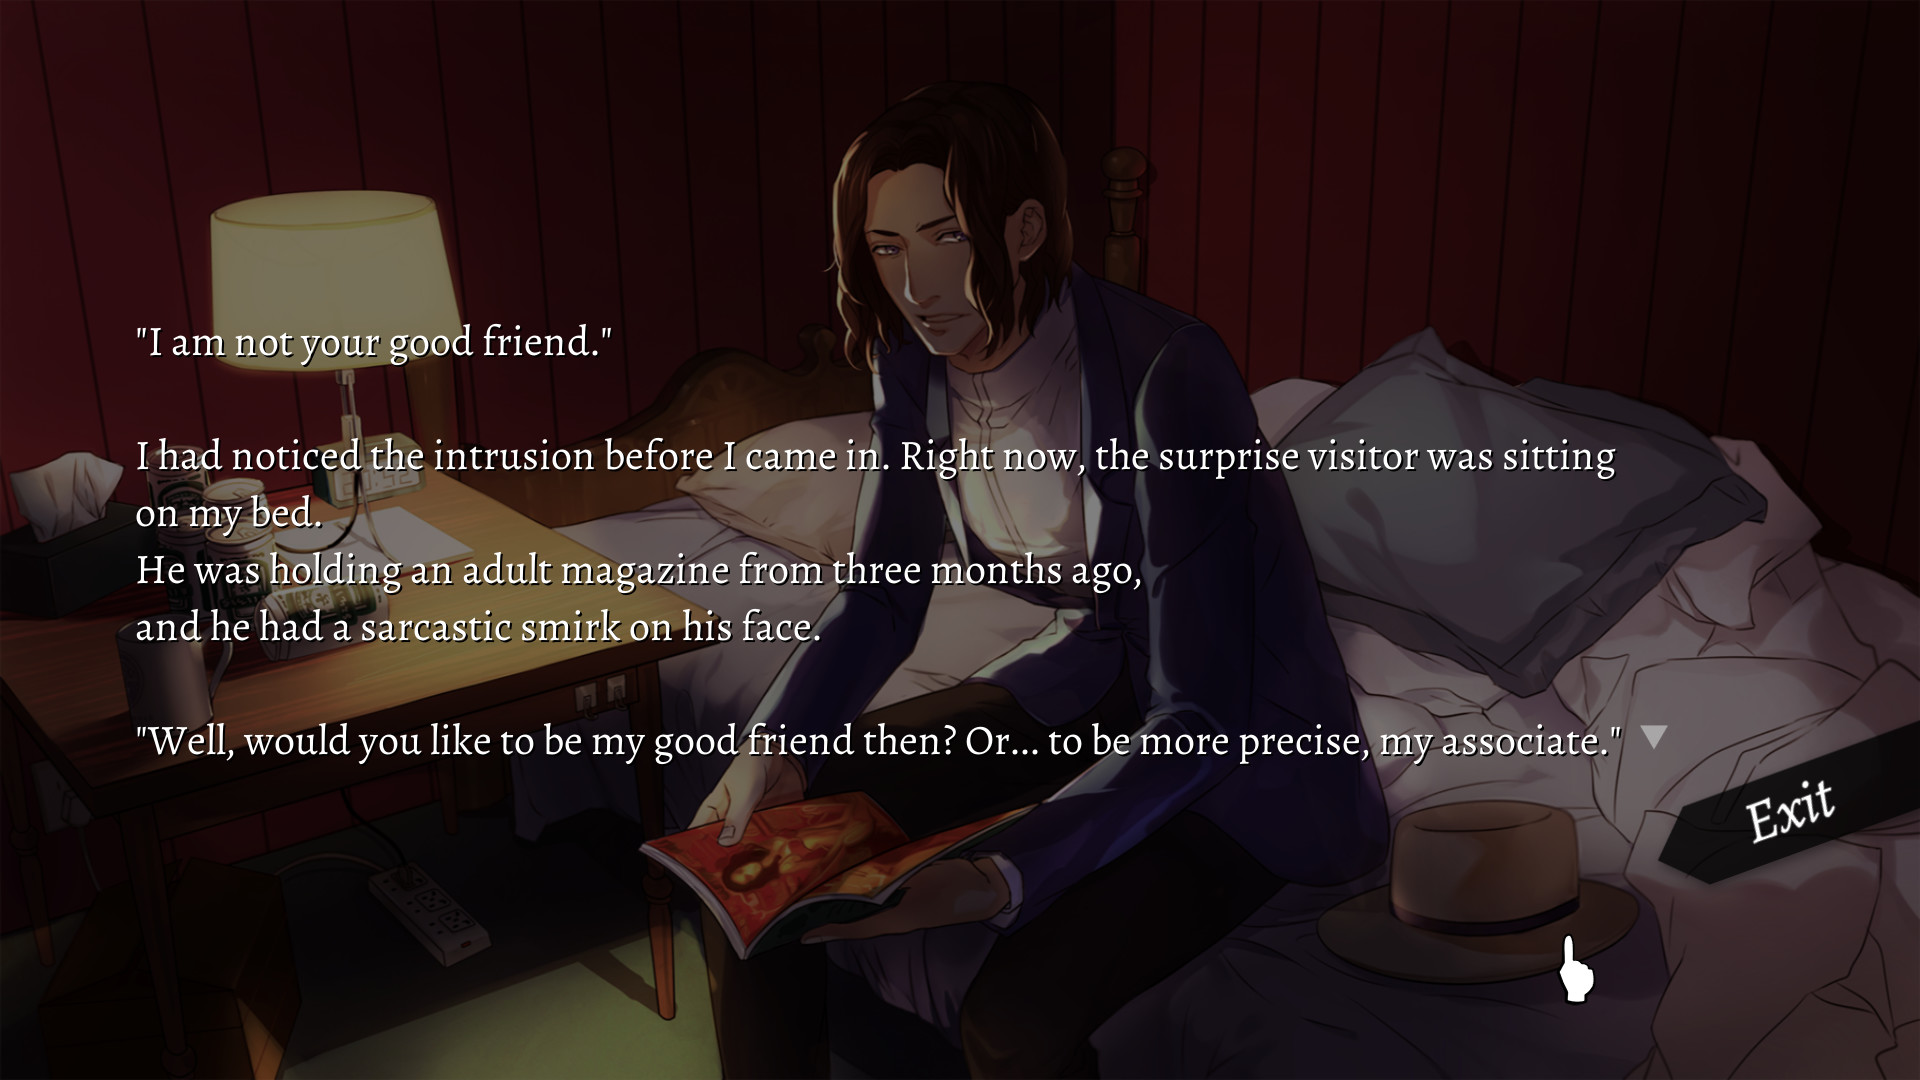 "I am not your good friend."
I had noticed the intrusion before I came in. Right now, the surprise visitor was sitting
on my bed.
He was holding an adult magazine from three months ago,
and he had a sarcastic smirk on his face.
"Well, would you like to be my good friend then? Or... to be more precise, my associate."
Exit